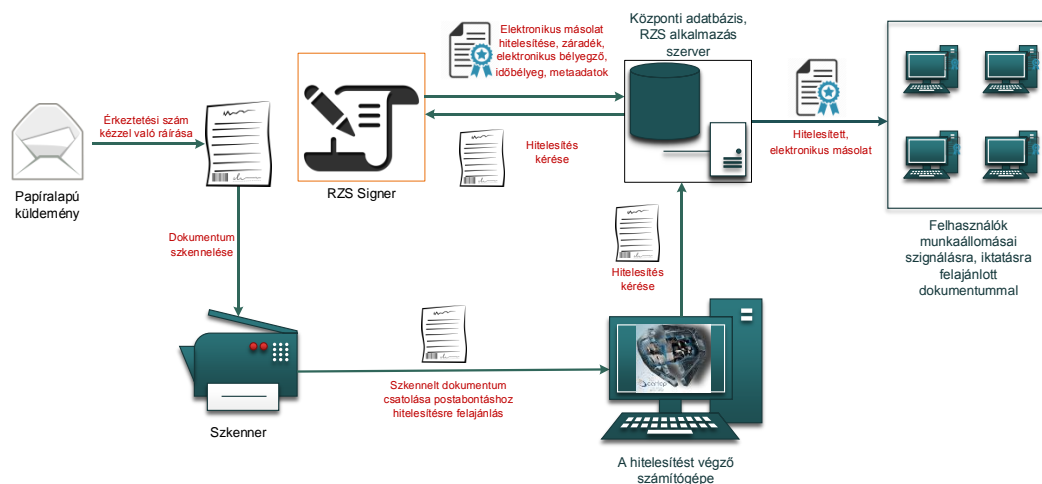 Papíralapú
küldemény
Érkeztetési szám
kézzel való ráírása
Dokumentum
szkennelése
Szkenner
Szkennelt dokumentum
csatolása postabontáshoz
hitelesítésre felajánlás
A hitelesítést végző
számítógépe
Hitelesítés
kérése
Központi adatbázis,
RZS alkalmazás
szerver
Hitelesítés
kérése
RZS Signer
Elektronikus másolat
hitelesítése, záradék,
elektronikus bélyegző,
időbélyeg, metaadatok
Hitelesített,
elektronikus másolat
Felhasználók
munkaállomásai
szignálásra, iktatásra
felajánlott
dokumentummal